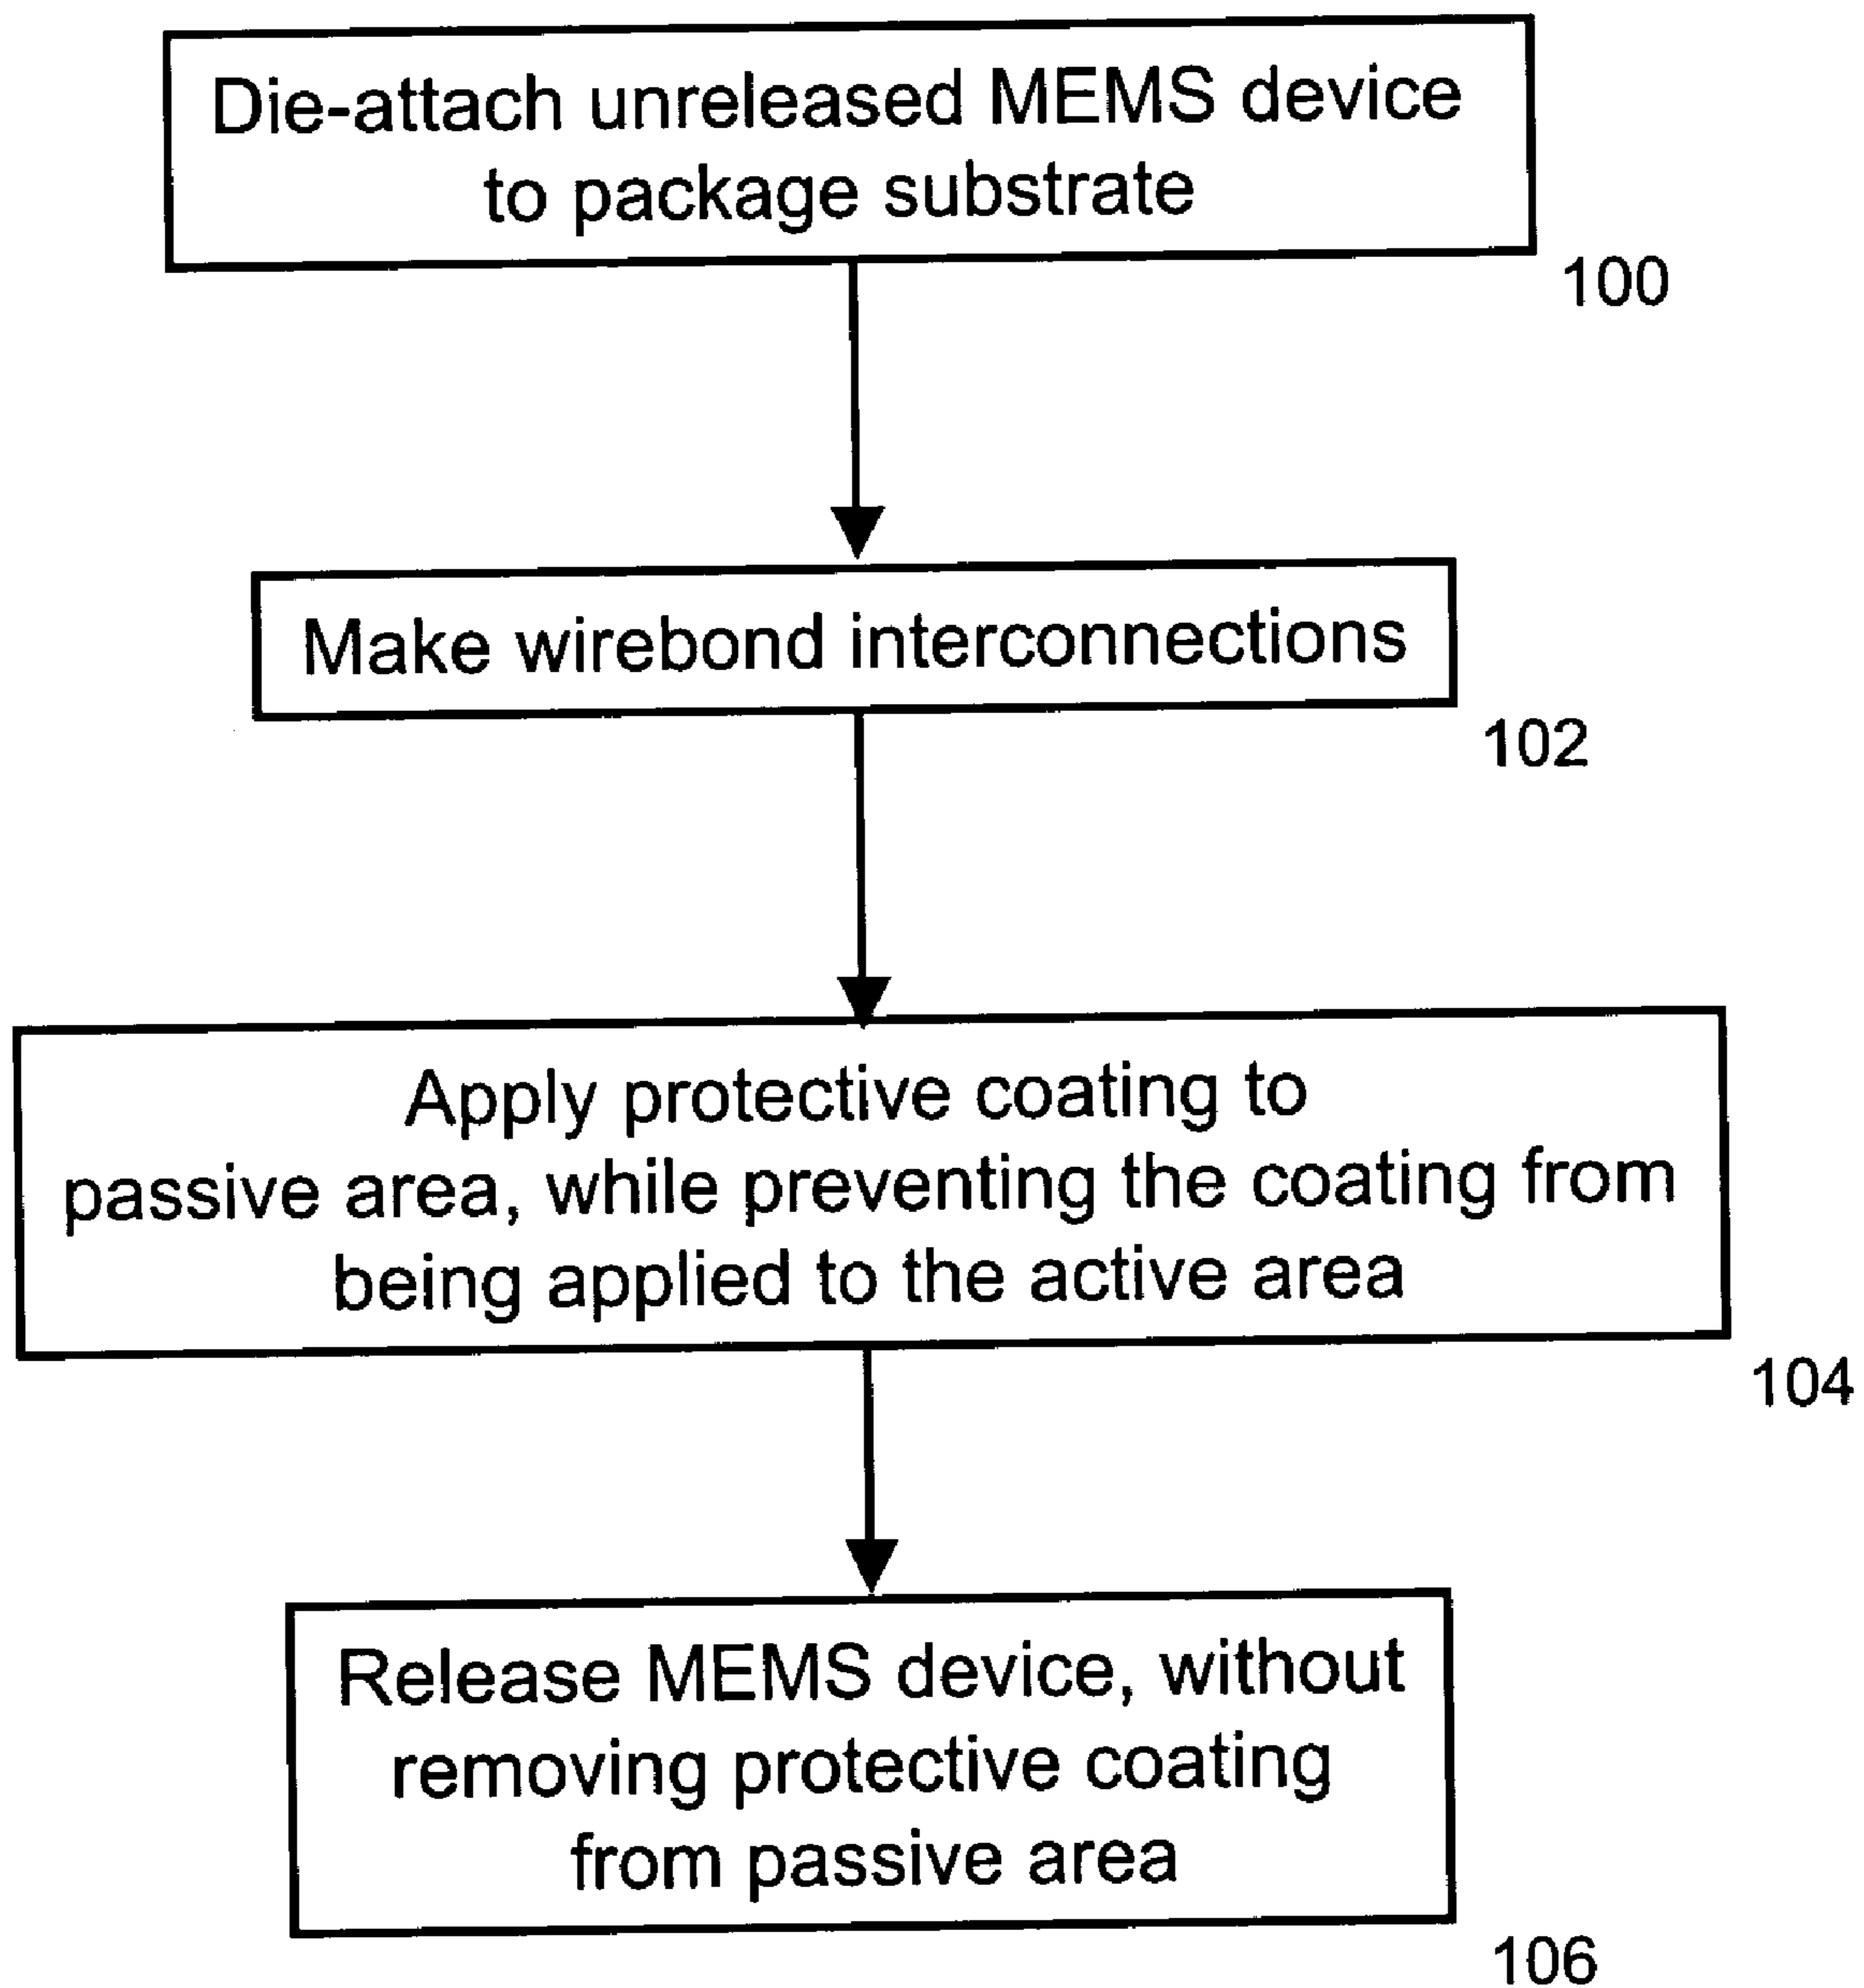 Die-attach unreleased MEMS device
to package substrate
100
Make wirebond interconnections
102
Apply protective coating to
passive area, while preventing the coating from
being applied to the active area
104
Release MEMS device, without
removing protective coating
from passive area
106